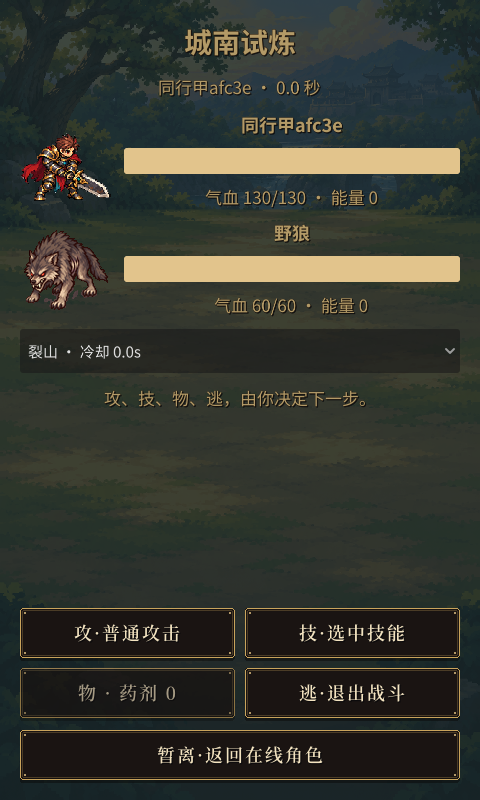 城南试炼
同行甲afc3e · 0.0 秒
同行甲afc3e
气血 130/130 · 能量 0
野狼
气血 60/60 · 能量 0
裂山 · 冷却 0.0s
攻、技、物、逃，由你决定下一步。
攻·普通攻击
技·选中技能
物 · 药剂 0
逃·退出战斗
暂离·返回在线角色